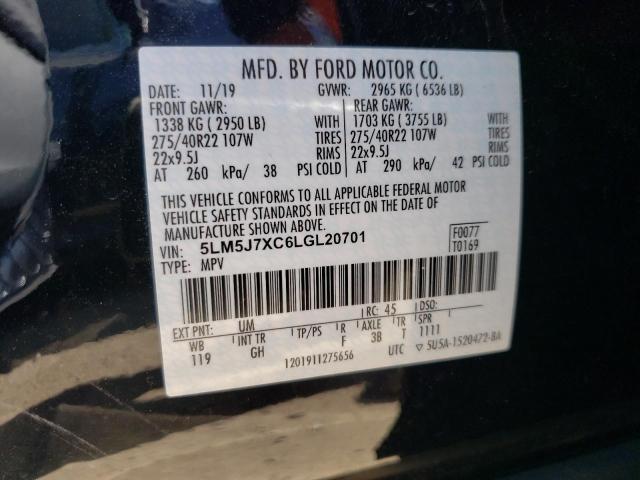 MFD. BY FORD MOTOR CO.
DATE: 11/19 GVWR: 2965 KG ( 6536 LB)
FRONT GAWR: REAR GAWR:
1338 KG ( 2950 LB) WITH 1703 KG ( 3755 LB) WITH
275/40R22 107W TIRES 275/40R22 107W TIRES
22x9.5J RIMS 22x9.5J RIMS
AT 260 kPa/ 38 PSI COLD AT 290 kPa/ 42 PSI COLD
THIS VEHICLE CONFORMS TO ALL APPLICABLE FEDERAL MOTOR
VEHICLE SAFETY STANDARDS IN EFFECT ON THE DATE OF
MANUFACTURE SHOWN ABOVE.
VIN: 5LM5J7XC6LGL20701 F0077
TYPE: MPV T0169
RC: 45 DSO:
EXT PNT: UM
WB INT TR TP/PS R AXLE TR SPR
119 GH F 3B T 1111
1201911275656 UTC ▽ 5U5A-1520472-BA